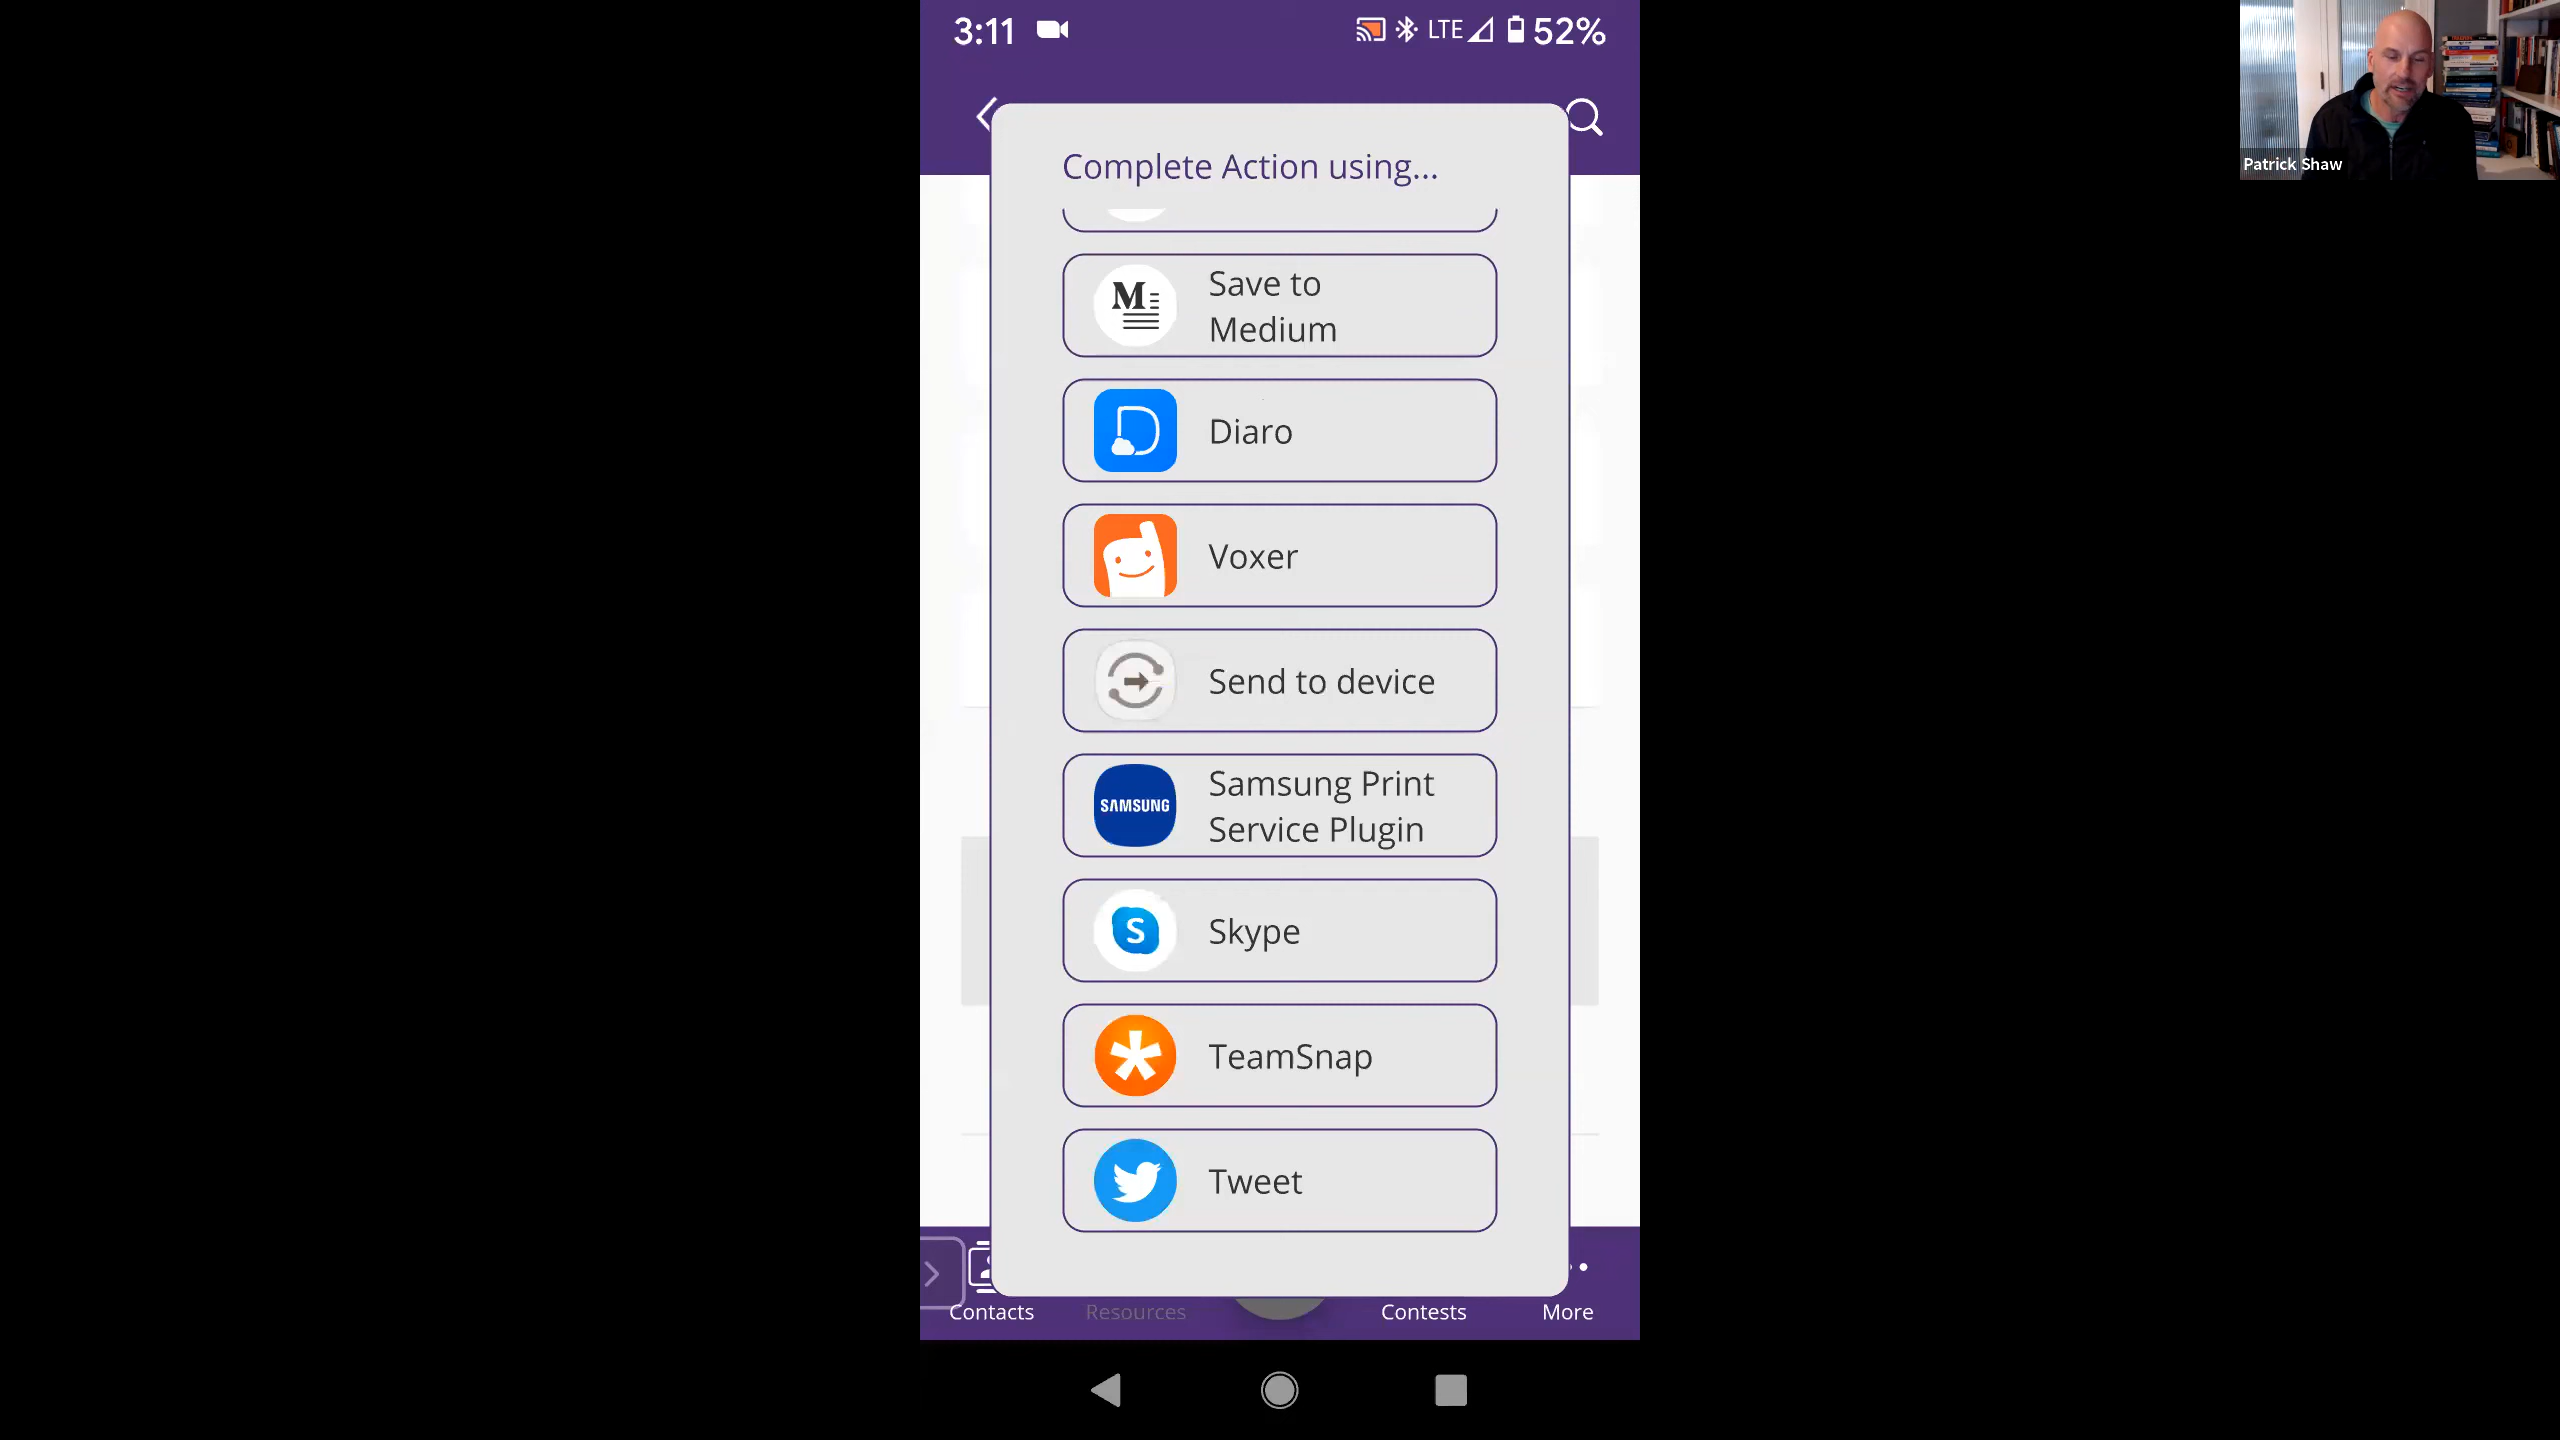 3:11
LTE
52%
Complete Action using...
M
Save to
Medium
D
Diaro
Voxer
Send to device
SAMSUNG
Samsung Print
Service Plugin
S
Skype
TeamSnap
Tweet
Contacts
Resources
Contests
More
Patrick Shaw